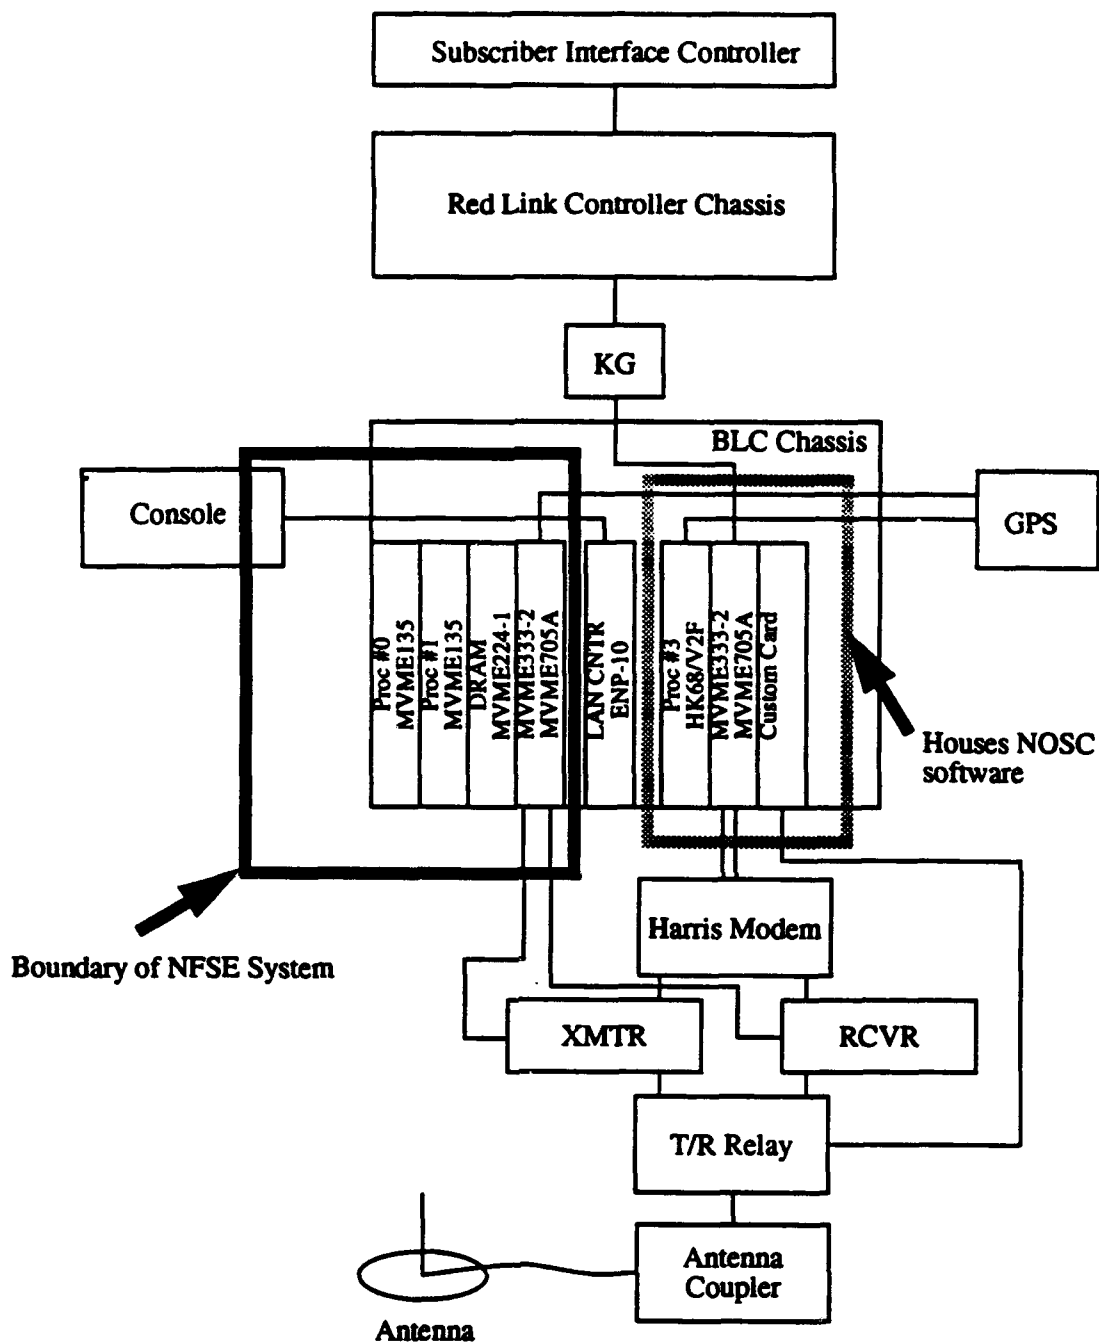 Subscriber Interface Controller
Red Link Controller Chassis
KG
BLC Chassis
Console
GPS
Proc #0
MVME135
Proc #1
MVME135
DRAM
MVME224-1
MVME333-2
MVME705A
LAN CNTR
ENP-10
Proc #3
HK68/V2F
MVME333-2
MVME705A
Custom Card
Houses NOSC
software
Boundary of NFSE System
Harris Modem
XMTR
RCVR
T/R Relay
Antenna
Coupler
Antenna